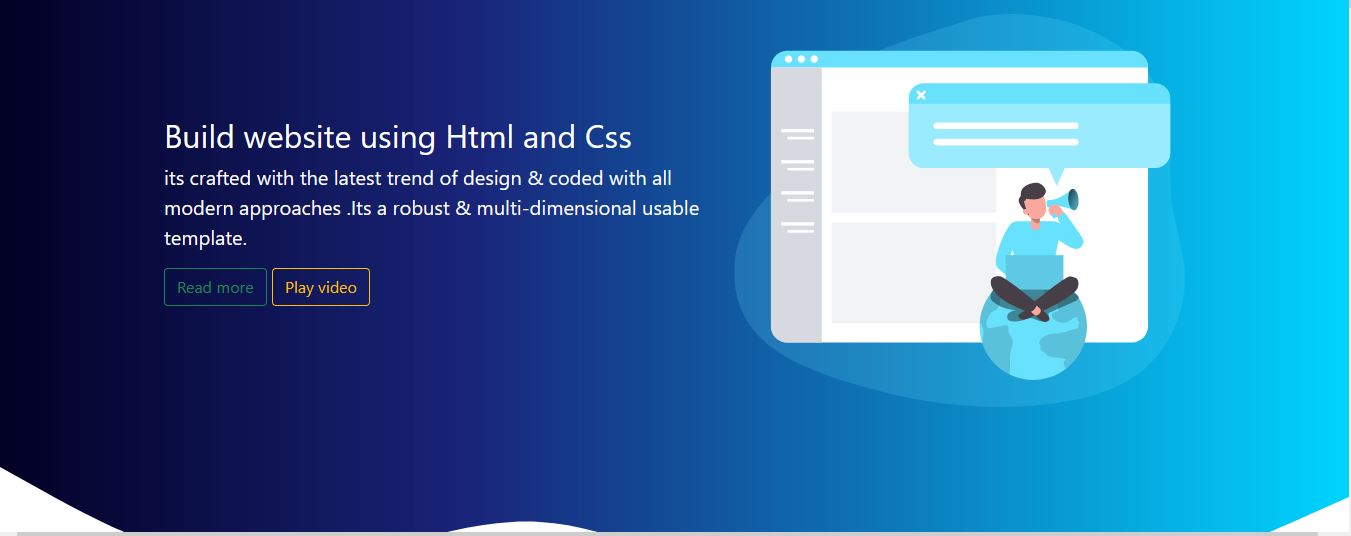 Build website using Html and Css
its crafted with the latest trend of design & coded with all
modern approaches .Its a robust & multi-dimensional usable
template.
Read more Play video